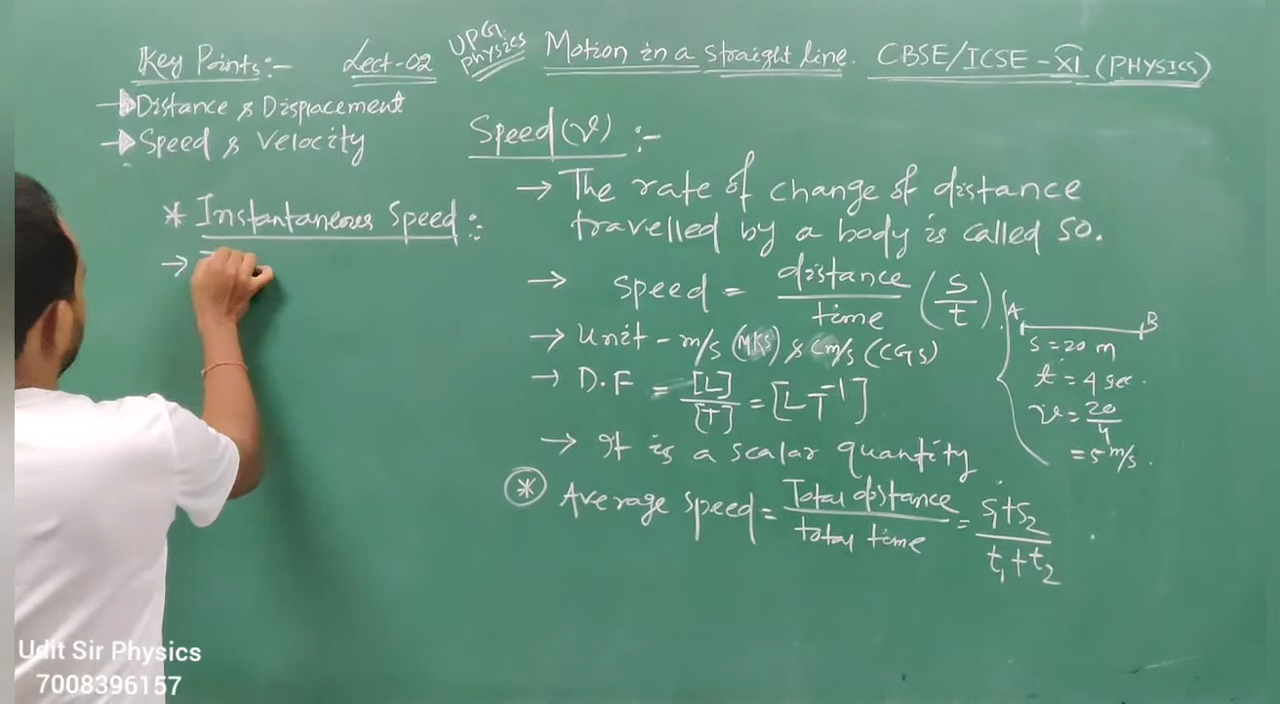 Key Points:- Lect-02 UPG Physics Motion in a straight line. CBSE/ICSE-XI (PHYSICS)
→ Distance & Displacement
→ Speed & Velocity
* Instantaneous Speed::
→
Speed(v) :-
→ The rate of change of distance
travelled by a body is called so.
→ Speed = distance/time (s/t).
→ Unit - m/s (MKS) & Cm/s (CGS)
→ D.F = [L]/[T] = [LT⁻¹]
→ It is a scalar quantity
* Average speed = Total distance/total time = s₁+s₂/t₁+t₂
A B
s = 20 m
t = 4 sec.
v = 20/4
= 5 m/s.
Udit Sir Physics
7008396157